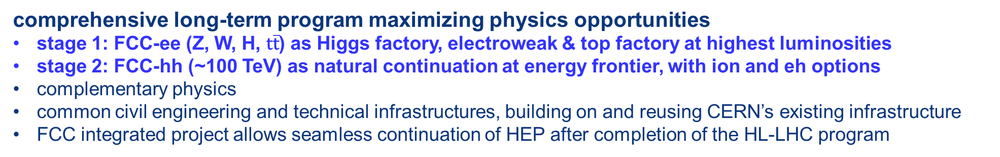 comprehensive long-term program maximizing physics opportunities
• stage 1: FCC-ee (Z, W, H, tt̄) as Higgs factory, electroweak & top factory at highest luminosities
• stage 2: FCC-hh (~100 TeV) as natural continuation at energy frontier, with ion and eh options
• complementary physics
• common civil engineering and technical infrastructures, building on and reusing CERN’s existing infrastructure
• FCC integrated project allows seamless continuation of HEP after completion of the HL-LHC program